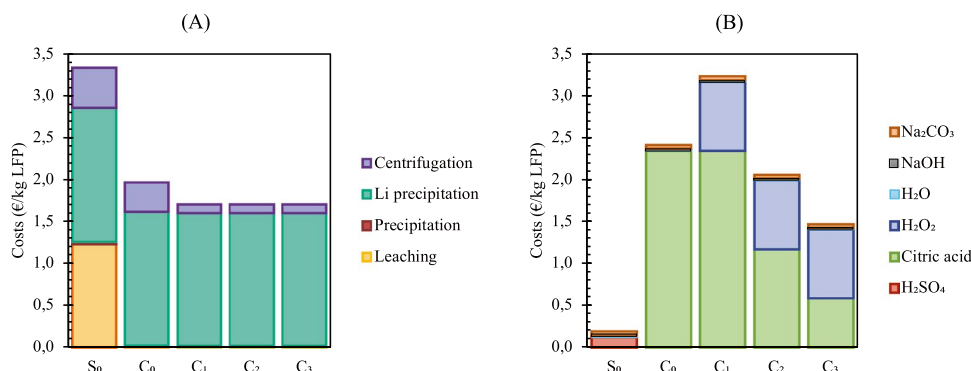 (A)
Costs (€/kg LFP)
3,5
3,0
2,5
2,0
1,5
1,0
0,5
0,0
S₀
C₀
C₁
C₂
C₃
Centrifugation
Li precipitation
Precipitation
Leaching
(B)
Costs (€/kg LFP)
3,5
3,0
2,5
2,0
1,5
1,0
0,5
0,0
S₀
C₀
C₁
C₂
C₃
Na₂CO₃
NaOH
H₂O
H₂O₂
Citric acid
H₂SO₄